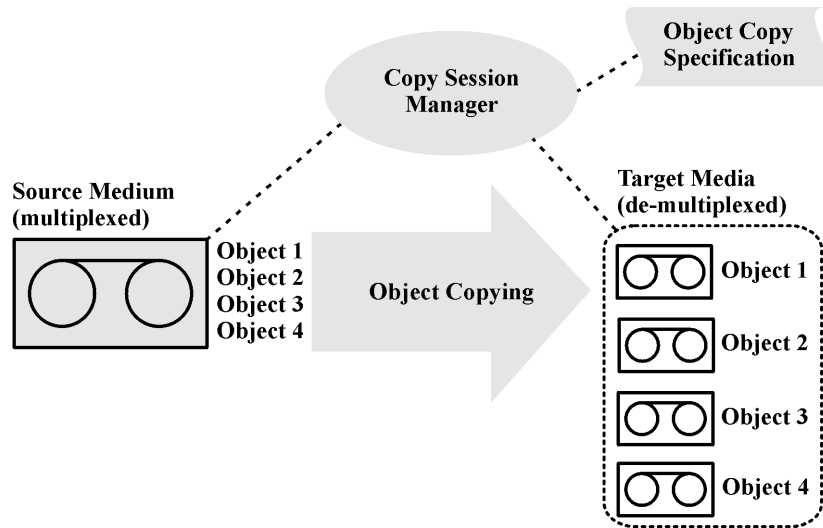 Object Copy
Specification
Copy Session
Manager
Source Medium
(multiplexed)
Object 1
Object 2
Object 3
Object 4
Object Copying
Target Media
(de-multiplexed)
Object 1
Object 2
Object 3
Object 4